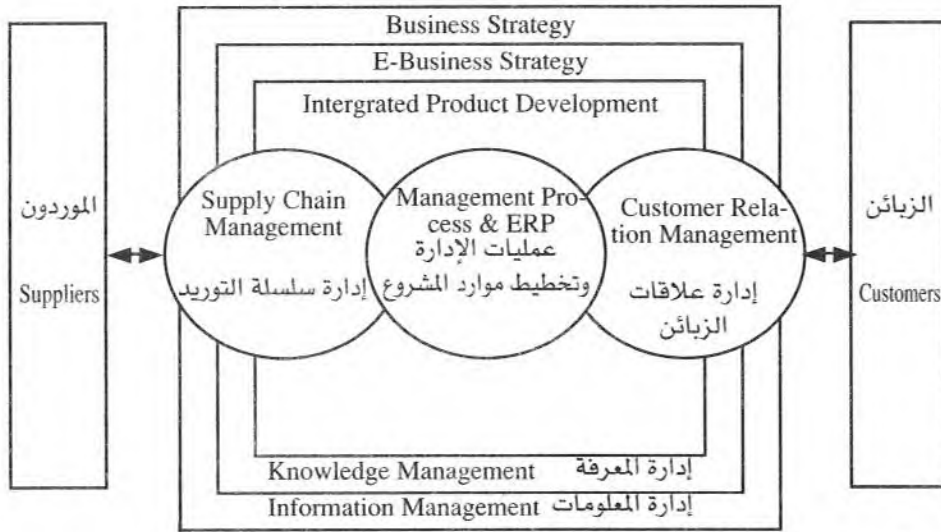 Business Strategy
E-Business Strategy
Intergrated Product Development
الموردون
Suppliers
Supply Chain
Management
إدارة سلسلة التوريد
Management Pro-
cess & ERP
عمليات الإدارة
وتخطيط موارد المشروع
Customer Rela-
tion Management
إدارة علاقات
الزبائن
الزبائن
Customers
Knowledge Management إدارة المعرفة
Information Management إدارة المعلومات